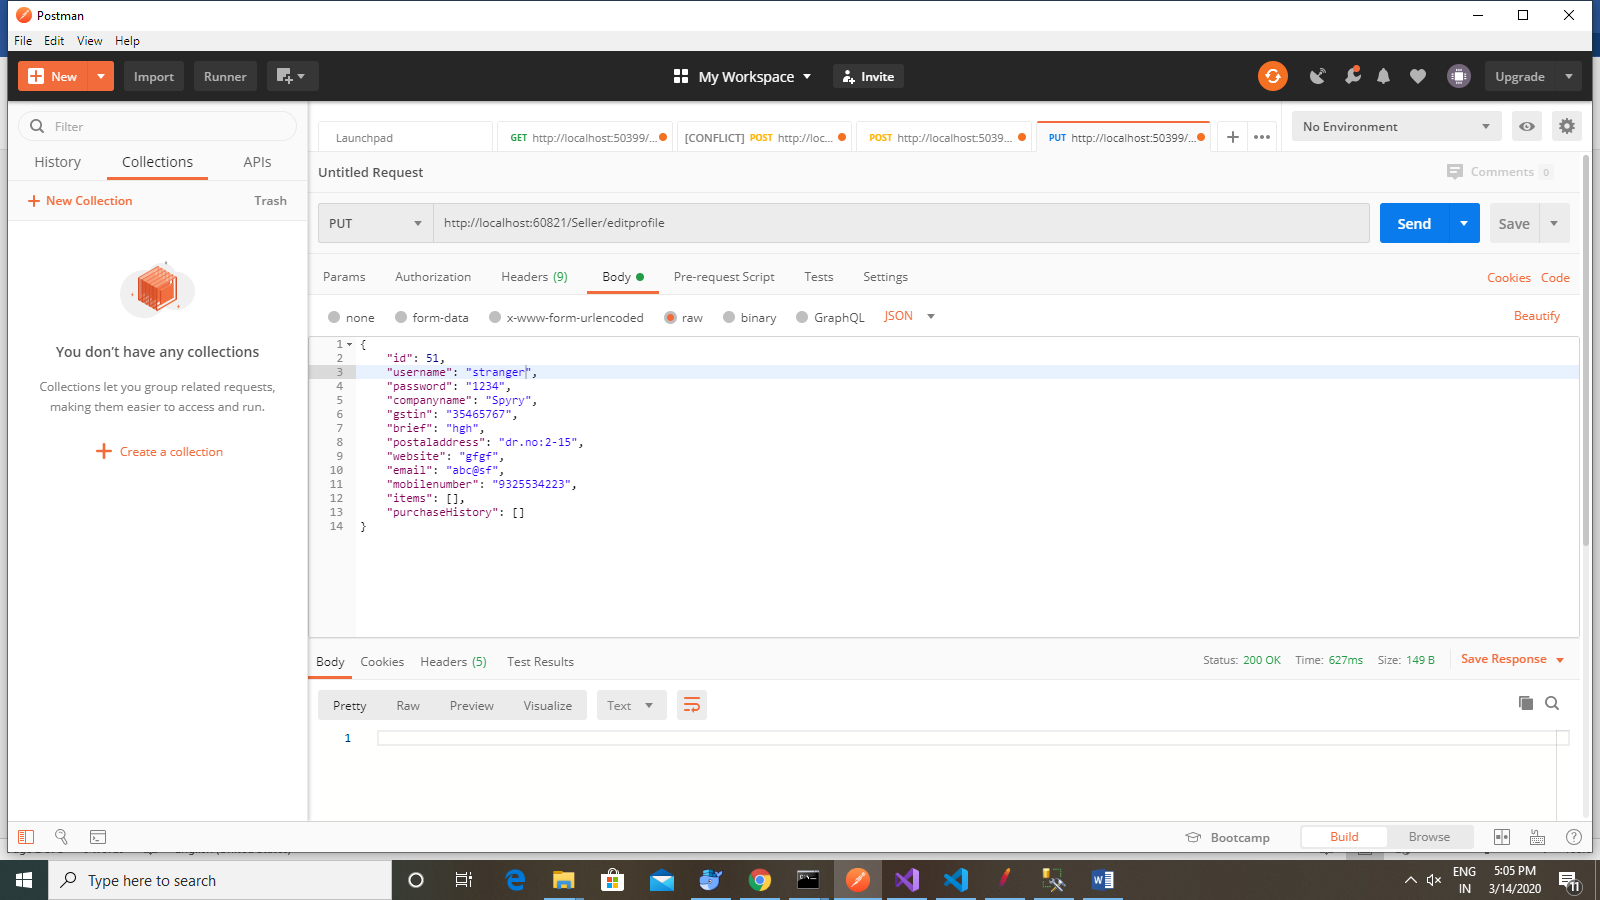 Postman
File Edit View Help
New Import Runner My Workspace Invite Upgrade
Filter
History Collections APIs
New Collection Trash
You don't have any collections
Collections let you group related requests,
making them easier to access and run.
Create a collection
Launchpad GET http://localhost:50399/... [CONFLICT] POST http://loc... POST http://localhost:5039... PUT http://localhost:50399/... No Environment
Untitled Request Comments 0
PUT http://localhost:60821/Seller/editprofile Send Save
Params Authorization Headers (9) Body Pre-request Script Tests Settings Cookies Code
none form-data x-www-form-urlencoded raw binary GraphQL JSON Beautify
1 {
2 "id": 51,
3 "username": "stranger",
4 "password": "1234",
5 "companyname": "Spyry",
6 "gstin": "35465767",
7 "brief": "hgh",
8 "postaladdress": "dr.no:2-15",
9 "website": "gfgf",
10 "email": "abc@sf",
11 "mobilenumber": "9325534223",
12 "items": [],
13 "purchaseHistory": []
14 }
Body Cookies Headers (5) Test Results Status: 200 OK Time: 627ms Size: 149 B Save Response
Pretty Raw Preview Visualize Text
1
Bootcamp Build Browse
Type here to search ENG IN 5:05 PM 3/14/2020 11